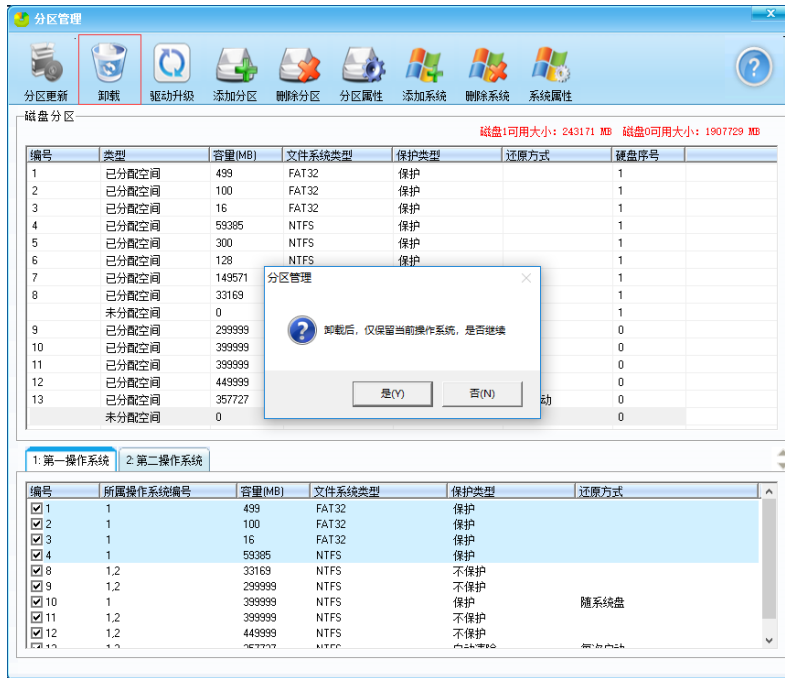 分区管理
分区更新 卸载 驱动升级 添加分区 删除分区 分区属性 添加系统 删除系统 系统属性
磁盘分区
磁盘1可用大小: 243171 MB 磁盘0可用大小: 1907729 MB
编号 类型 容量(MB) 文件系统类型 保护类型 还原方式 硬盘序号
1 已分配空间 499 FAT32 保护 1
2 已分配空间 100 FAT32 保护 1
3 已分配空间 16 FAT32 保护 1
4 已分配空间 59385 NTFS 保护 1
5 已分配空间 300 NTFS 保护 1
6 已分配空间 128 NTFS 保护 1
7 已分配空间 149571 1
8 已分配空间 33169 1
未分配空间 0 1
9 已分配空间 299999 0
10 已分配空间 399999 0
11 已分配空间 399999 0
12 已分配空间 449999 0
13 已分配空间 357727 动 0
未分配空间 0 0
分区管理
卸载后，仅保留当前操作系统，是否继续
是(Y) 否(N)
1:第一操作系统 2:第二操作系统
编号 所属操作系统编号 容量(MB) 文件系统类型 保护类型 还原方式
1 1 499 FAT32 保护
2 1 100 FAT32 保护
3 1 16 FAT32 保护
4 1 59385 NTFS 保护
8 1,2 33169 NTFS 不保护
9 1,2 299999 NTFS 不保护
10 1 399999 NTFS 保护 随系统盘
11 1,2 399999 NTFS 不保护
12 1,2 449999 NTFS 不保护
13 1,2 357727 NTFS 自动清除 每次启动